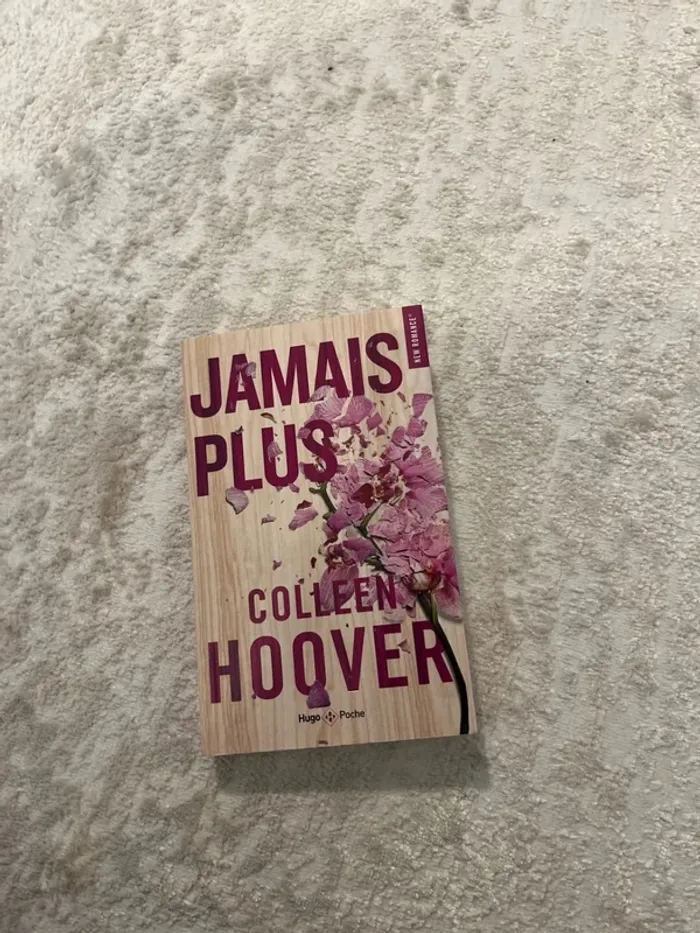 NEW ROMANCE®
JAMAIS
PLUS
COLLEEN
HOOVER
Hugo Poche